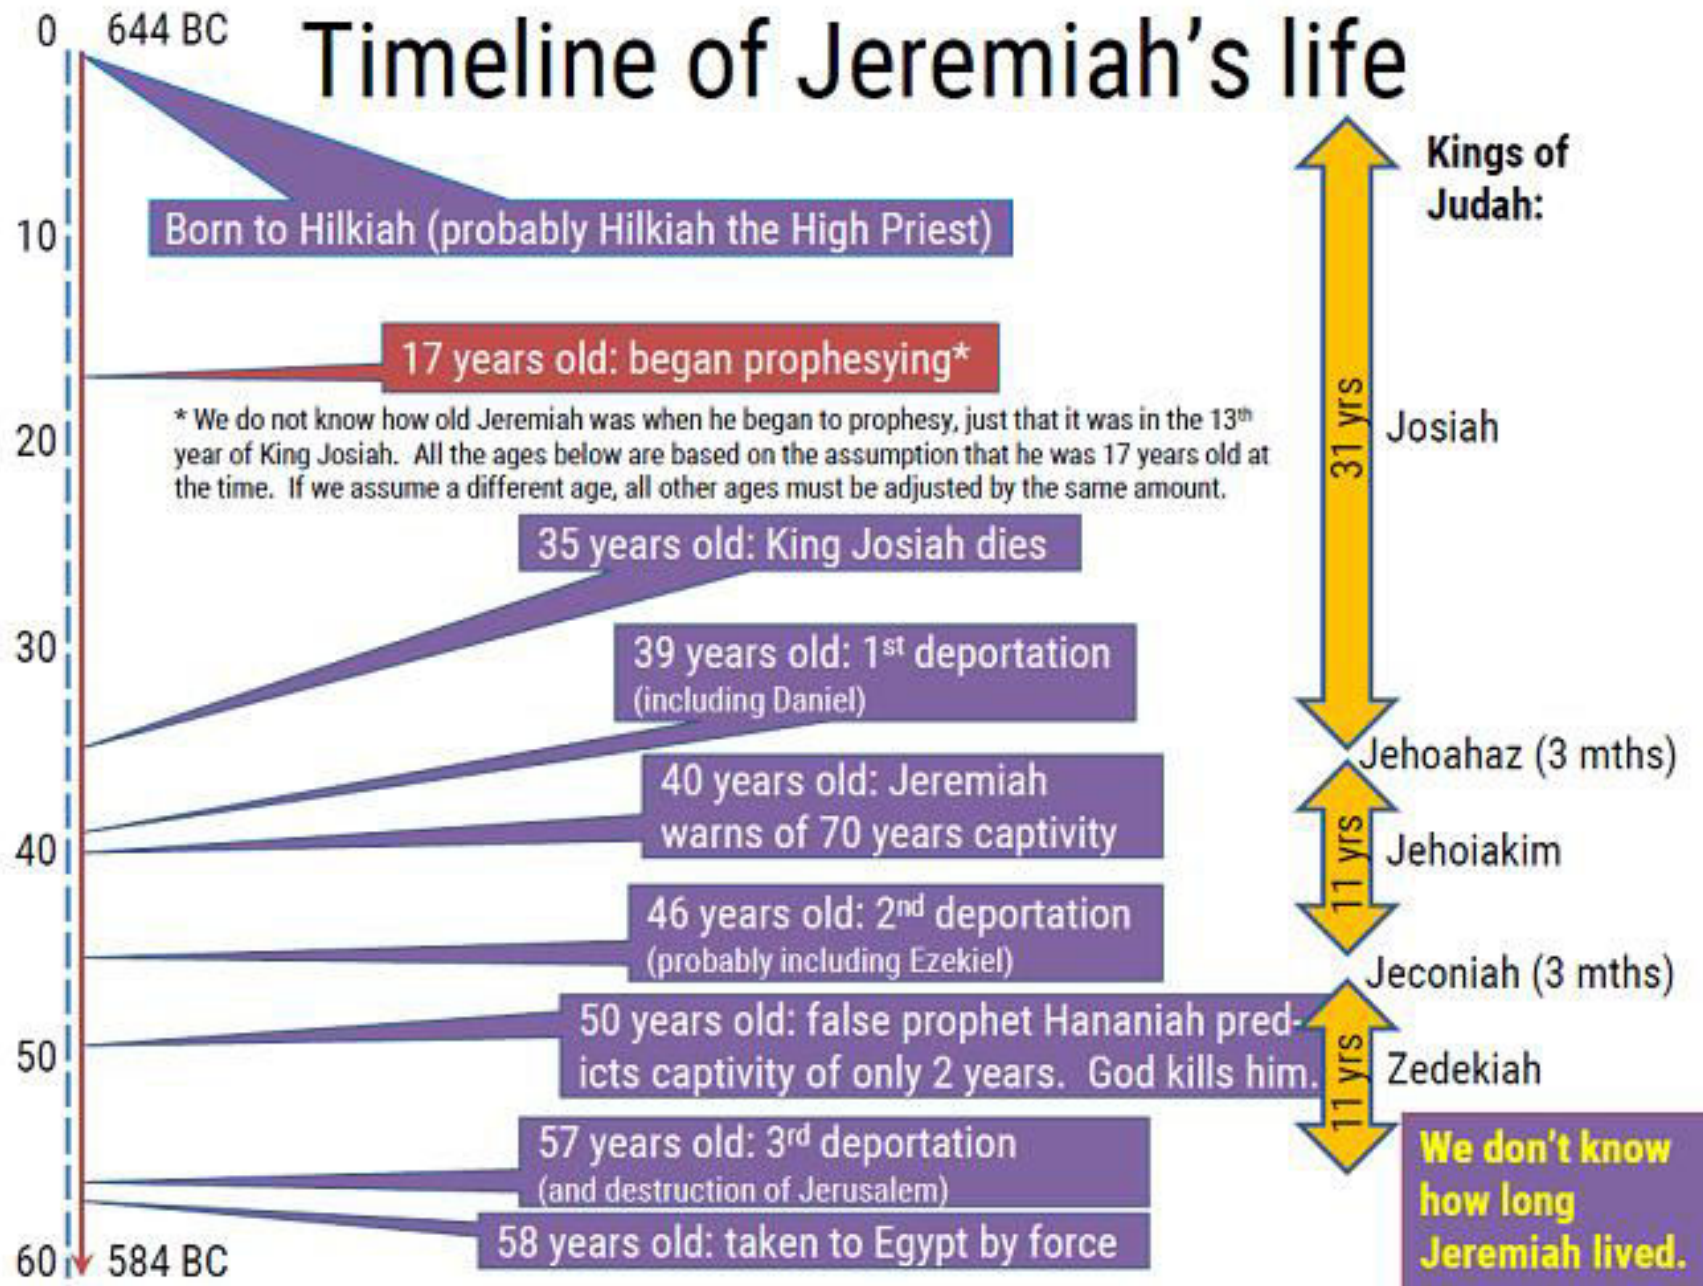 Timeline of Jeremiah's life
0
644 BC
Born to Hilkiah (probably Hilkiah the High Priest)
10
17 years old: began prophesying*
* We do not know how old Jeremiah was when he began to prophesy, just that it was in the 13th
year of King Josiah. All the ages below are based on the assumption that he was 17 years old at
the time. If we assume a different age, all other ages must be adjusted by the same amount.
20
35 years old: King Josiah dies
30
39 years old: 1st deportation
(including Daniel)
40 years old: Jeremiah
warns of 70 years captivity
40
46 years old: 2nd deportation
(probably including Ezekiel)
50 years old: false prophet Hananiah pred-
icts captivity of only 2 years. God kills him.
50
57 years old: 3rd deportation
(and destruction of Jerusalem)
58 years old: taken to Egypt by force
60
584 BC
Kings of
Judah:
31 yrs
Josiah
Jehoahaz (3 mths)
11 yrs
Jehoiakim
Jeconiah (3 mths)
11 yrs
Zedekiah
We don't know
how long
Jeremiah lived.